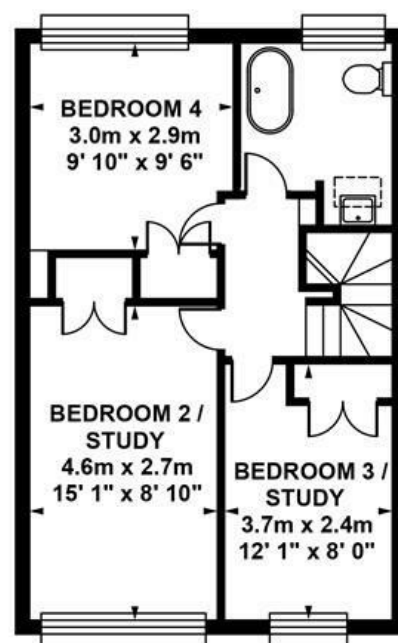 BEDROOM 4
3.0m x 2.9m
9' 10" x 9' 6"
BEDROOM 2 /
STUDY
4.6m x 2.7m
15' 1" x 8' 10"
BEDROOM 3 /
STUDY
3.7m x 2.4m
12' 1" x 8' 0"